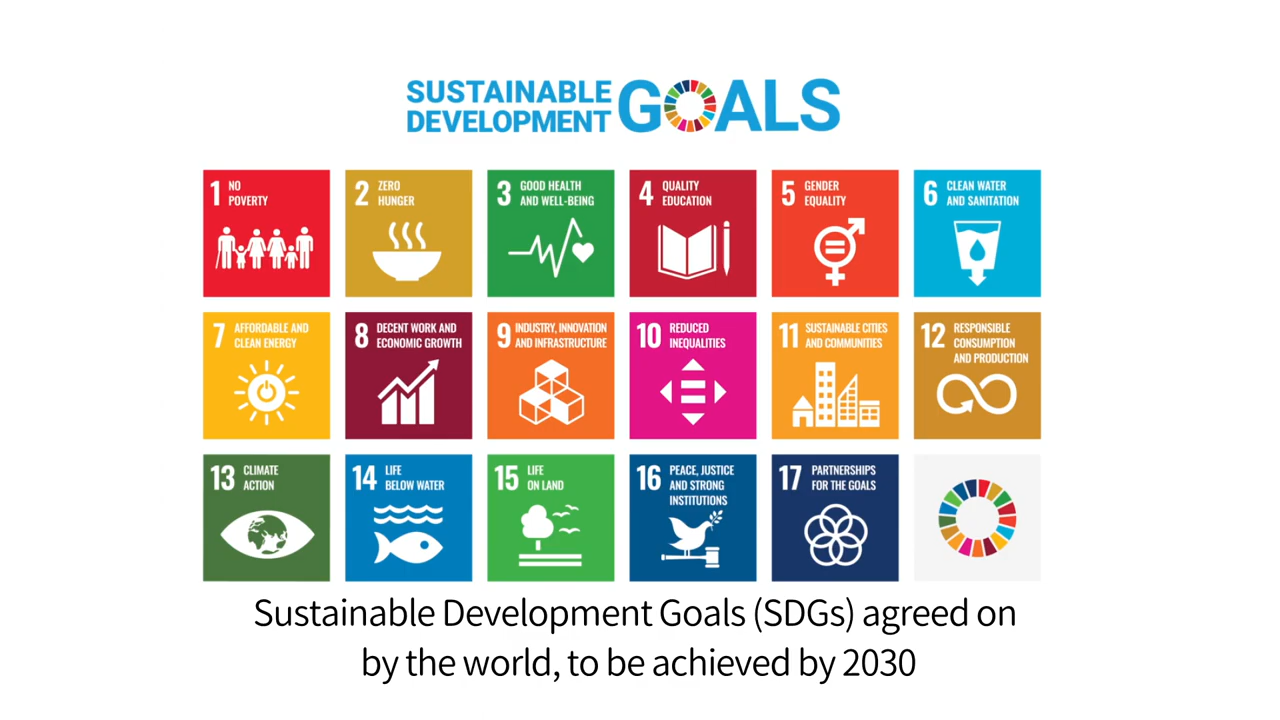 SUSTAINABLE
DEVELOPMENT
GOALS
1 NO
POVERTY
2 ZERO
HUNGER
3 GOOD HEALTH
AND WELL-BEING
4 QUALITY
EDUCATION
5 GENDER
EQUALITY
6 CLEAN WATER
AND SANITATION
7 AFFORDABLE AND
CLEAN ENERGY
8 DECENT WORK AND
ECONOMIC GROWTH
9 INDUSTRY, INNOVATION
AND INFRASTRUCTURE
10 REDUCED
INEQUALITIES
11 SUSTAINABLE CITIES
AND COMMUNITIES
12 RESPONSIBLE
CONSUMPTION
AND PRODUCTION
13 CLIMATE
ACTION
14 LIFE
BELOW WATER
15 LIFE
ON LAND
16 PEACE, JUSTICE
AND STRONG
INSTITUTIONS
17 PARTNERSHIPS
FOR THE GOALS
Sustainable Development Goals (SDGs) agreed on
by the world, to be achieved by 2030